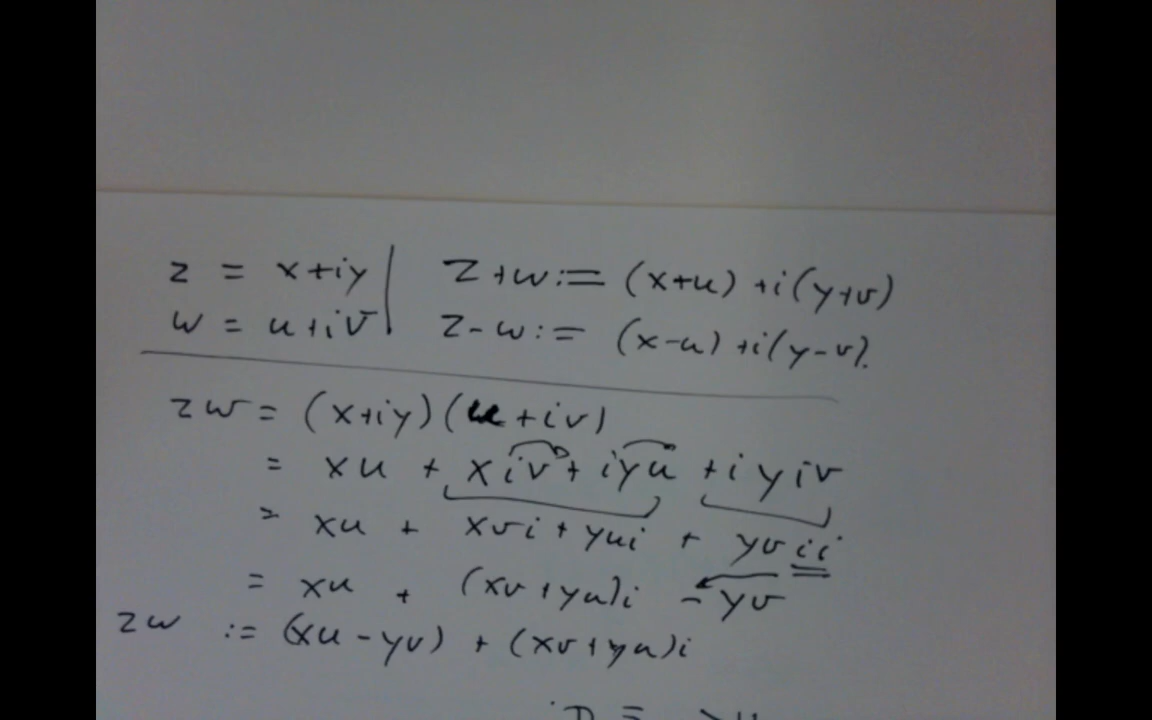 z = x+iy | z+w := (x+u) +i(y+v)
w = u+iv | z-w := (x-u) +i(y-v).
zw = (x+iy)(u+iv)
= xu + xiv + iyu + iyiv
= xu + xvi + yui + yvii
= xu + (xv+yu)i - yv
zw := (xu-yv) + (xv+yu)i